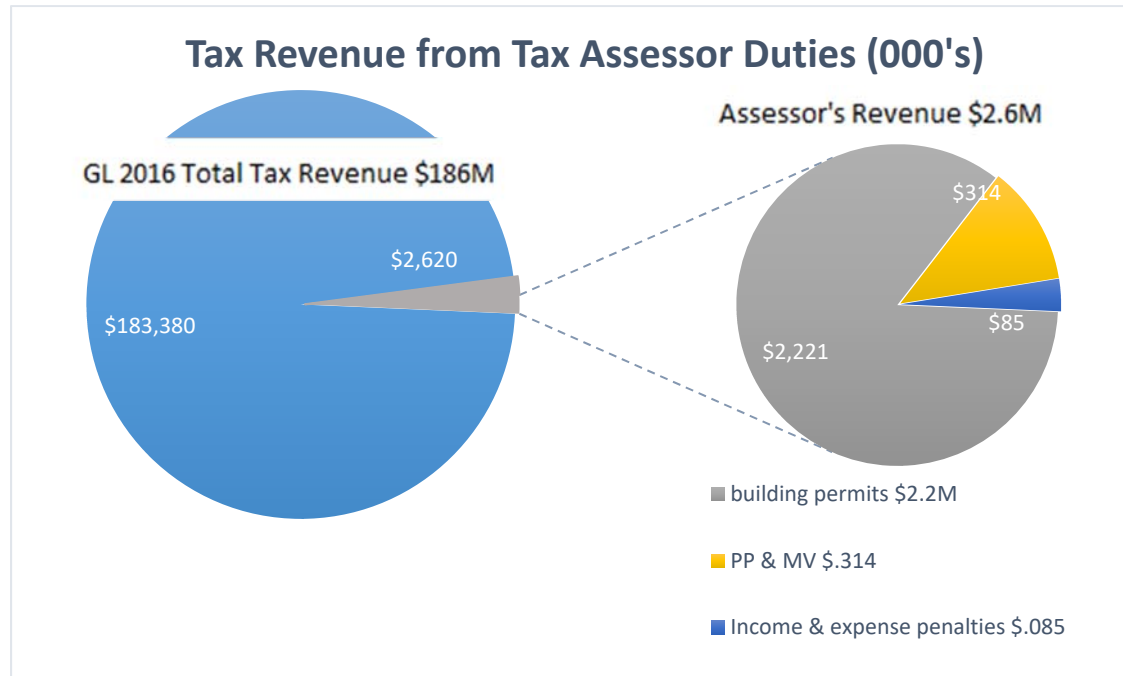 Tax Revenue from Tax Assessor Duties (000's)
GL 2016 Total Tax Revenue $186M
$2,620
$183,380
Assessor's Revenue $2.6M
$314
$85
$2,221
building permits $2.2M
PP & MV $.314
Income & expense penalties $.085